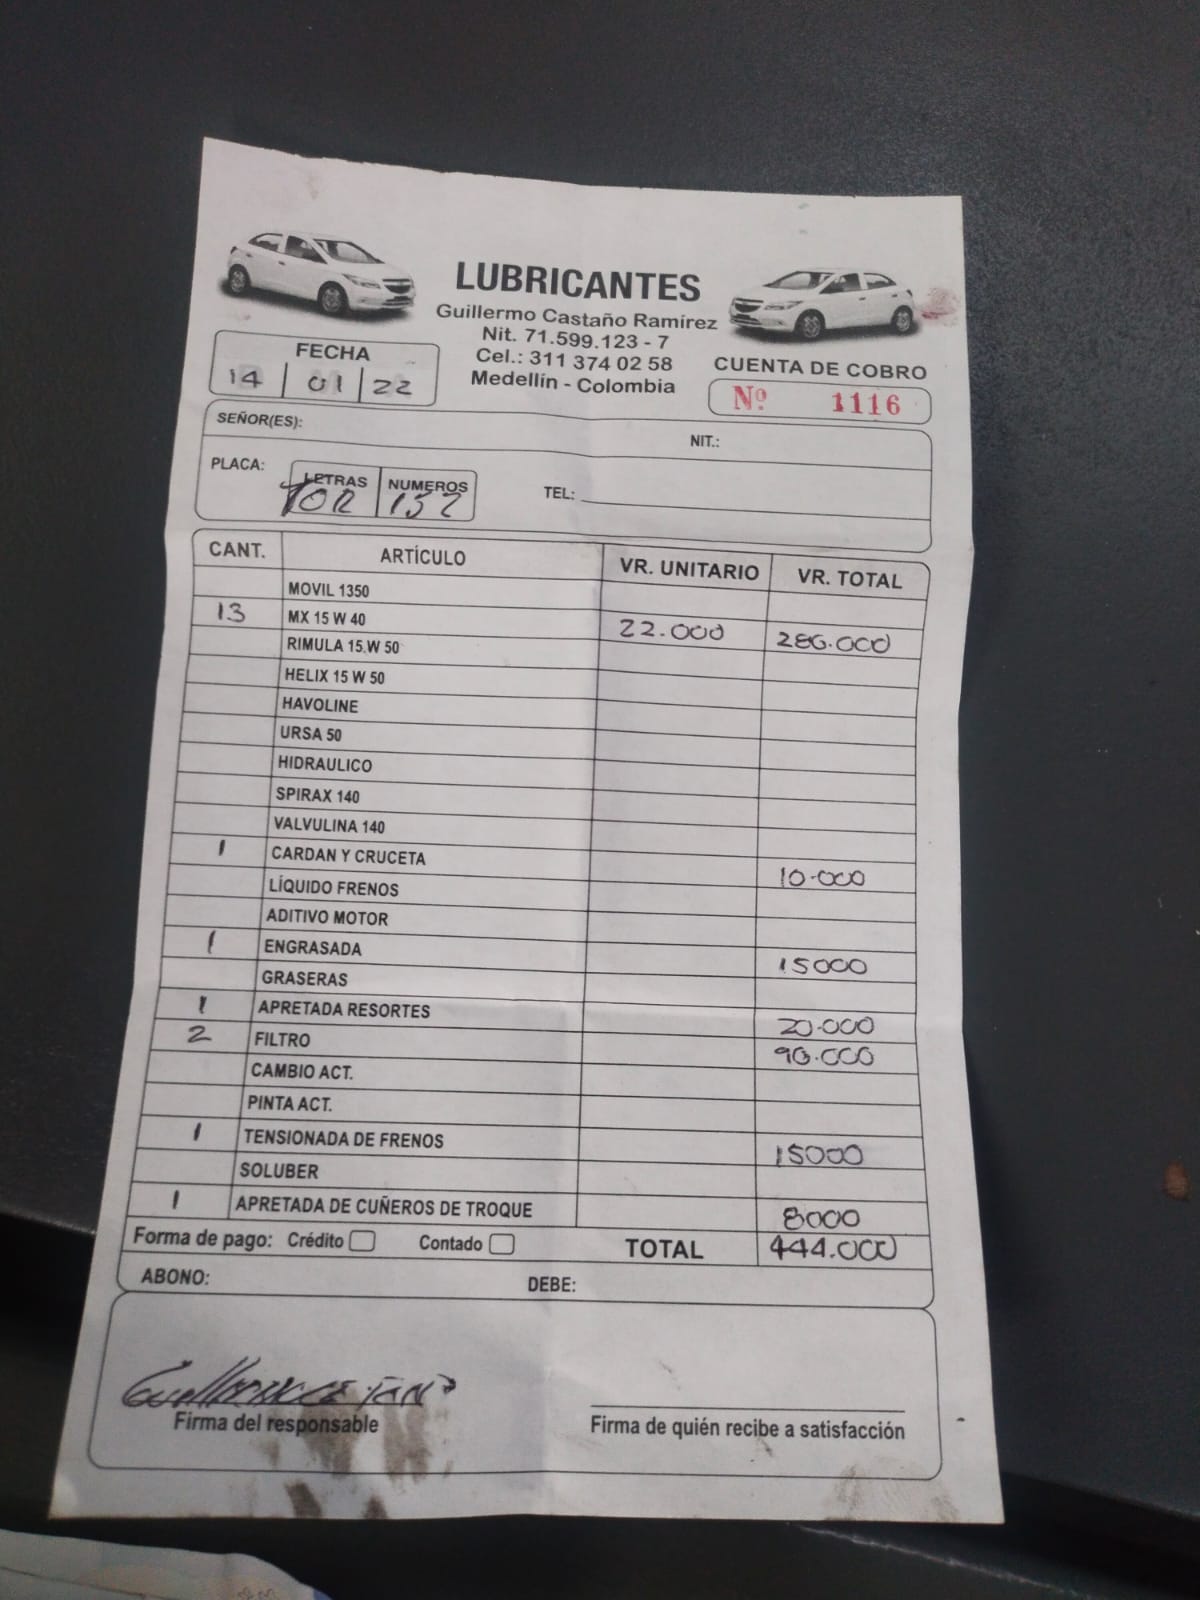 LUBRICANTES
Guillermo Castaño Ramírez
Nit. 71.599.123 - 7
Cel.: 311 374 02 58
Medellín - Colombia
FECHA
14 01 22
CUENTA DE COBRO
Nº 1116
SEÑOR(ES):
NIT.:
PLACA: LETRAS NUMEROS
TOR 132
TEL:
CANT. ARTÍCULO VR. UNITARIO VR. TOTAL
MOVIL 1350
13 MX 15 W 40 22.000 286.000
RIMULA 15.W 50
HELIX 15 W 50
HAVOLINE
URSA 50
HIDRAULICO
SPIRAX 140
VALVULINA 140
1 CARDAN Y CRUCETA 10.000
LÍQUIDO FRENOS
ADITIVO MOTOR
1 ENGRASADA 15000
GRASERAS
1 APRETADA RESORTES 20.000
2 FILTRO 90.000
CAMBIO ACT.
PINTA ACT.
1 TENSIONADA DE FRENOS 15000
SOLUBER
1 APRETADA DE CUÑEROS DE TROQUE 8000
Forma de pago: Crédito Contado TOTAL 444.000
ABONO: DEBE:
Firma del responsable
Firma de quién recibe a satisfacción